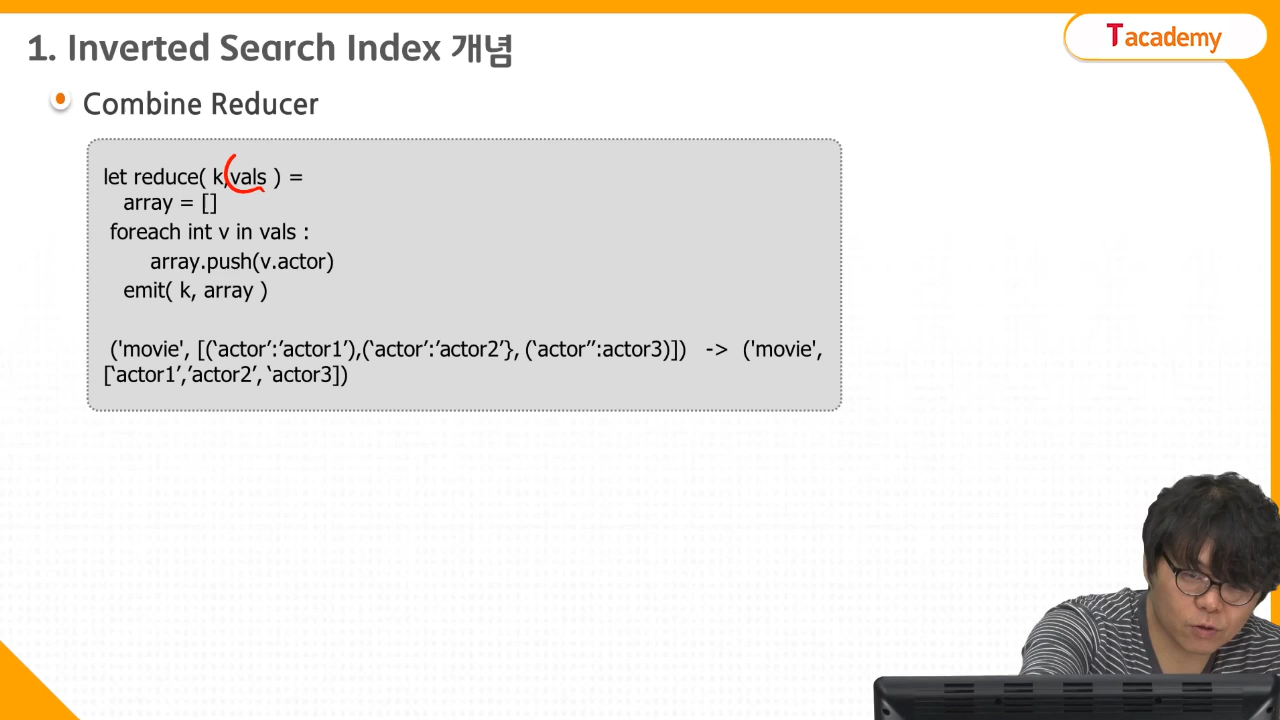 1. Inverted Search Index 개념
Tacademy
Combine Reducer
let reduce( k,vals ) =
array = []
foreach int v in vals :
array.push(v.actor)
emit( k, array )
('movie', [(‘actor’:’actor1’),(‘actor’:’actor2’}, (‘actor’’:actor3)]) -> ('movie',
[‘actor1’,’actor2’, ‘actor3])